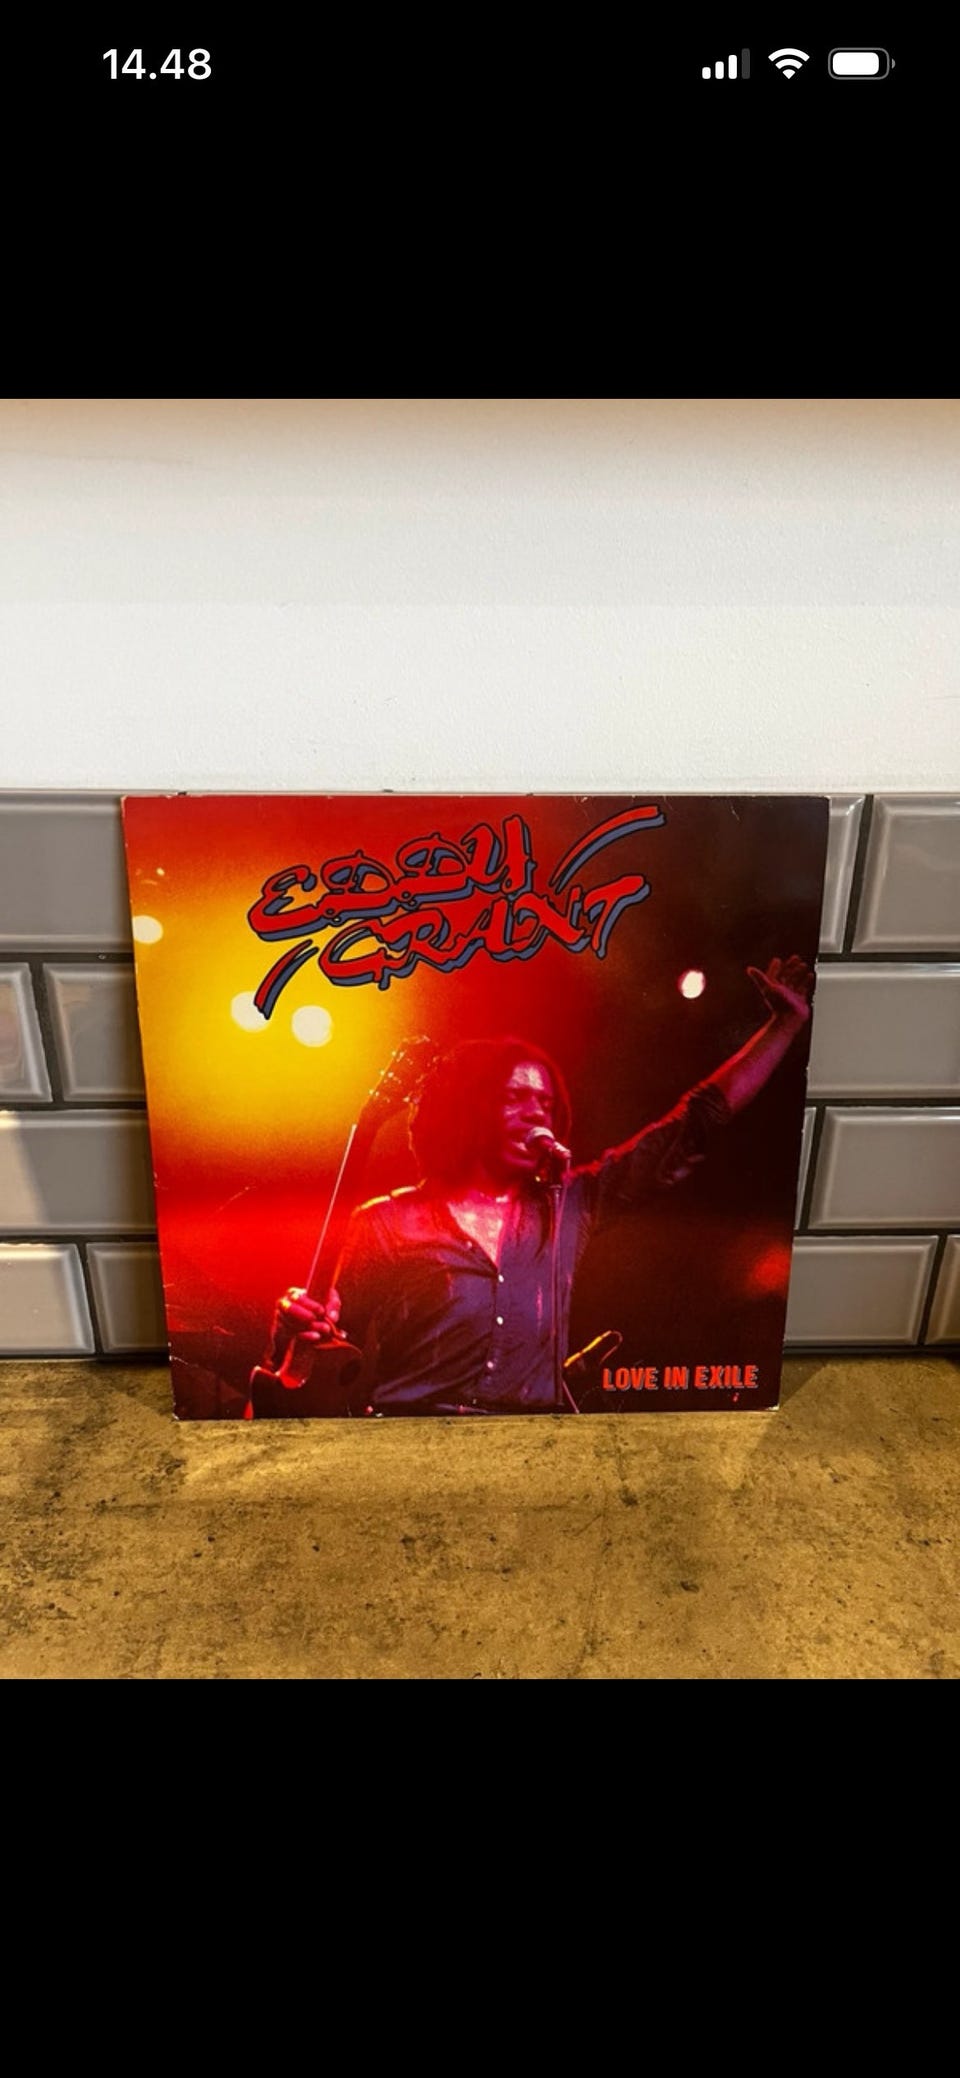 14.48
EDDY
GRANT
LOVE IN EXILE